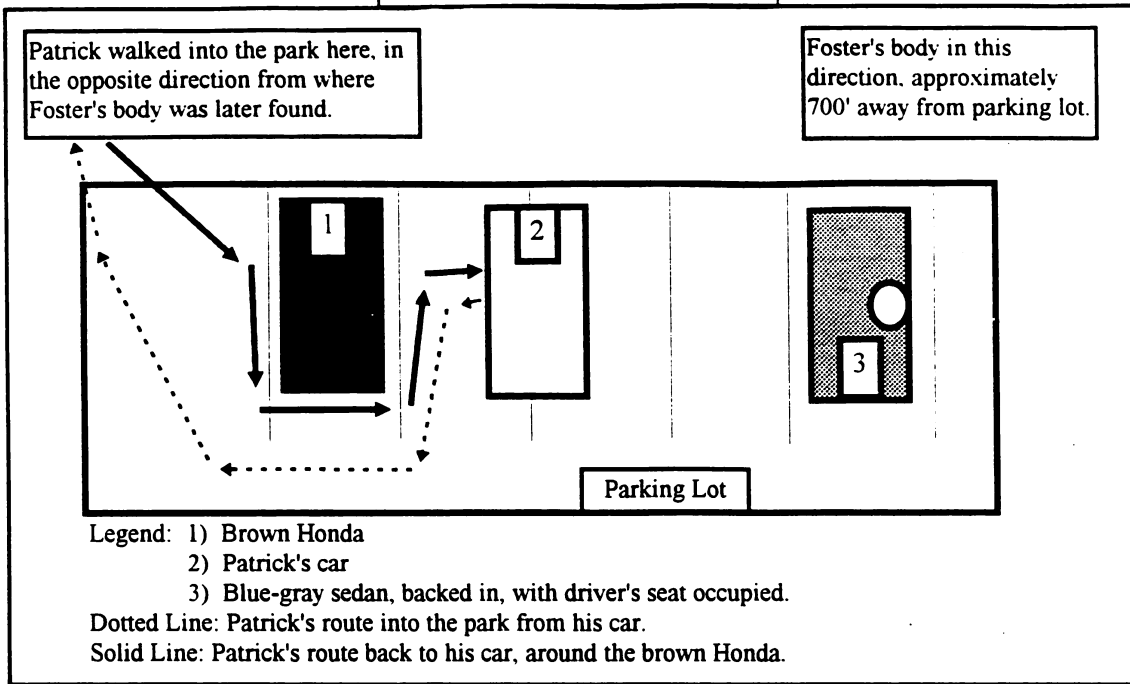 Patrick walked into the park here, in
the opposite direction from where
Foster's body was later found.
Foster's body in this
direction, approximately
700' away from parking lot.
1
2
3
Parking Lot
Legend: 1) Brown Honda
2) Patrick's car
3) Blue-gray sedan, backed in, with driver's seat occupied.
Dotted Line: Patrick's route into the park from his car.
Solid Line: Patrick's route back to his car, around the brown Honda.